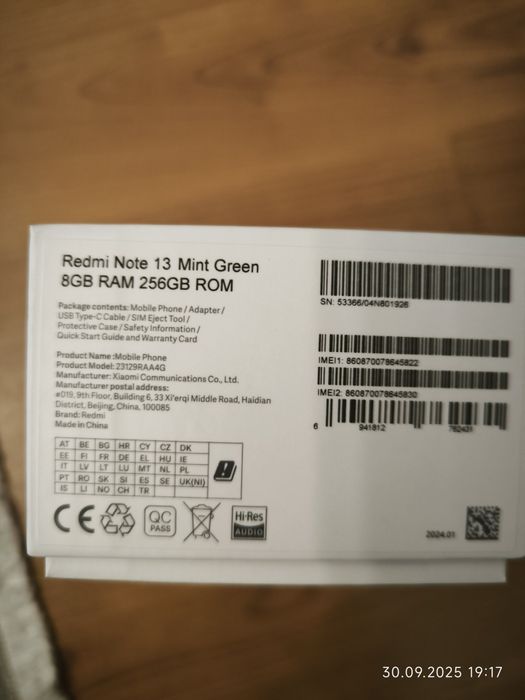 Redmi Note 13 Mint Green
8GB RAM 256GB ROM
Package contents: Mobile Phone / Adapter /
USB Type-C Cable / SIM Eject Tool /
Protective Case / Safety Information /
Quick Start Guide and Warranty Card
Product Name :Mobile Phone
Product Model: 23129RAA4G
Manufacturer: Xiaomi Communications Co., Ltd.
Manufacturer postal address:
#019, 9th Floor, Building 6, 33 Xi'erqi Middle Road, Haidian
District, Beijing, China, 100085
Brand: Redmi
Made in China
AT BE BG HR CY CZ DK
EE FI FR DE EL HU IE
IT LV LT LU MT NL PL
PT RO SK SI ES SE UK(NI)
IS LI NO CH TR
CE
QC
PASS
Hi-Res
AUDIO
SN: 53366/04N801926
IMEI1: 860870078645822
IMEI2: 860870078645830
6 941812 762431
2024.01
30.09.2025 19:17